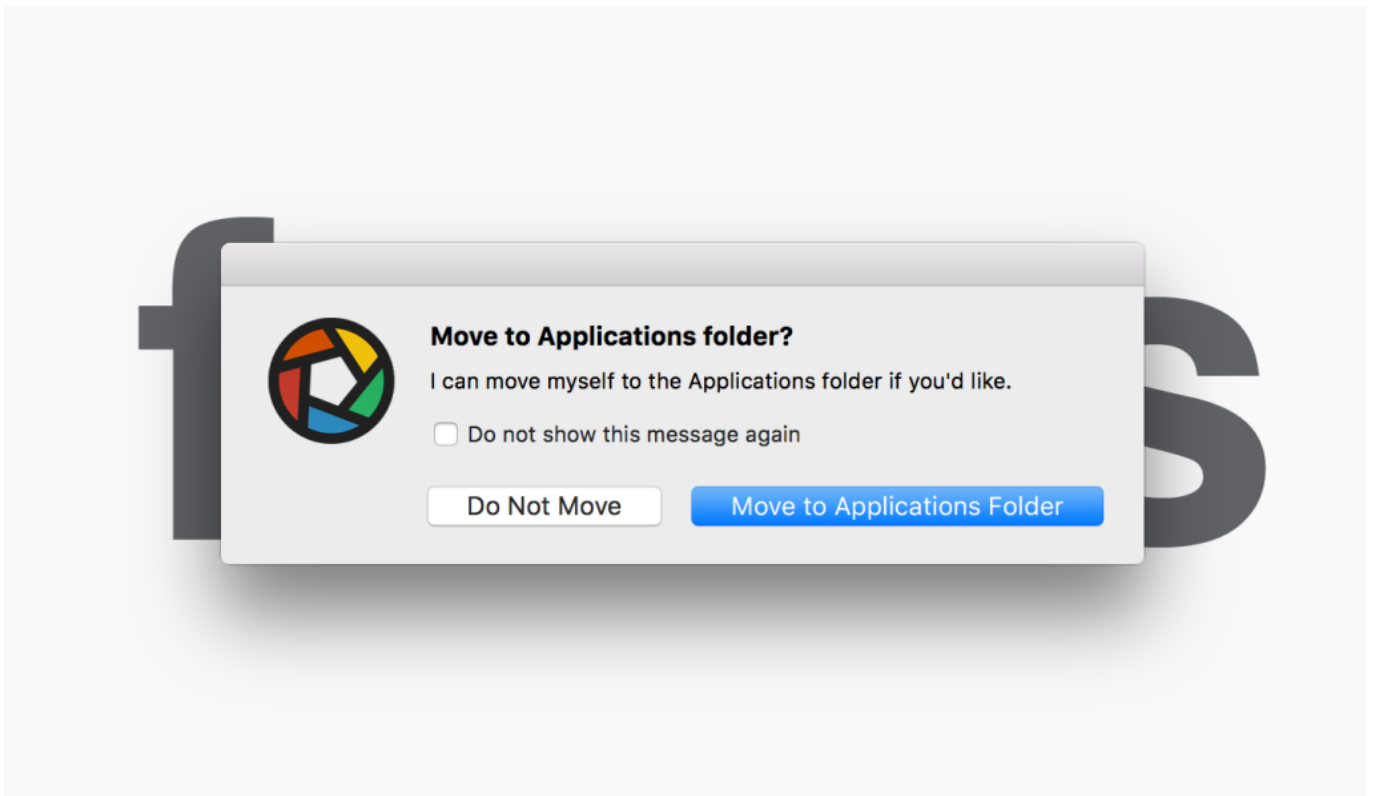 f s
Move to Applications folder?
I can move myself to the Applications folder if you'd like.
Do not show this message again
Do Not Move
Move to Applications Folder